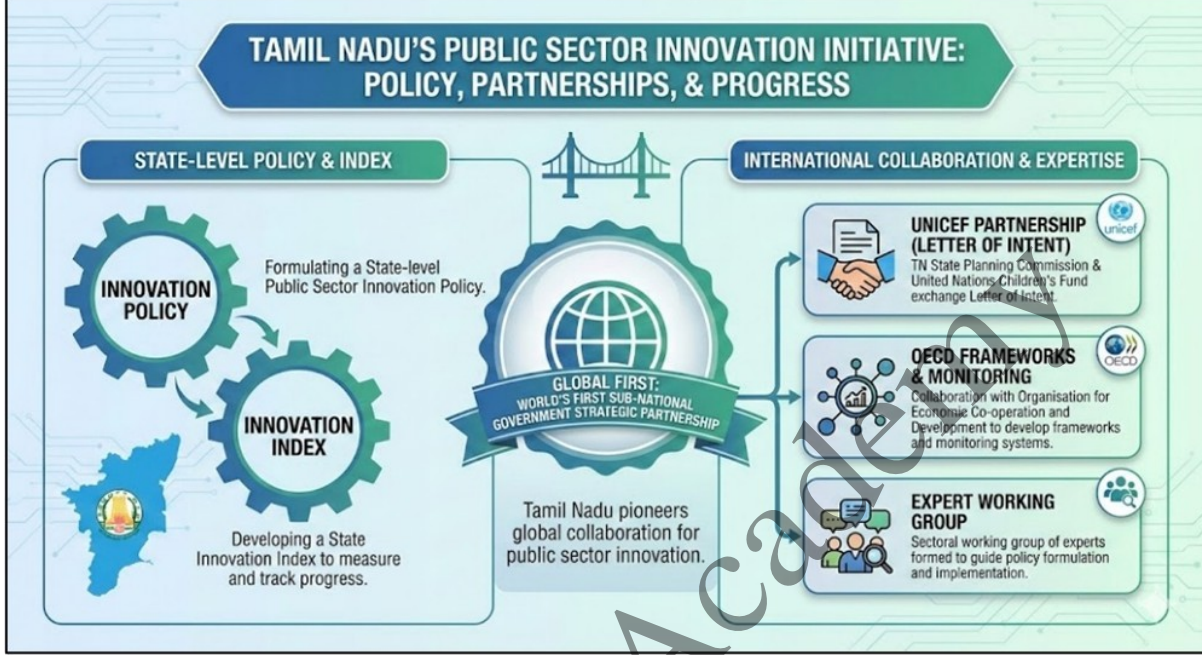 TAMIL NADU'S PUBLIC SECTOR INNOVATION INITIATIVE:
POLICY, PARTNERSHIPS, & PROGRESS
STATE-LEVEL POLICY & INDEX
INNOVATION
POLICY
Formulating a State-level
Public Sector Innovation Policy.
INNOVATION
INDEX
Developing a State
Innovation Index to measure
and track progress.
GLOBAL FIRST:
WORLD'S FIRST SUB-NATIONAL
GOVERNMENT STRATEGIC PARTNERSHIP
Tamil Nadu pioneers
global collaboration for
public sector innovation.
INTERNATIONAL COLLABORATION & EXPERTISE
UNICEF PARTNERSHIP
(LETTER OF INTENT)
TN State Planning Commission &
United Nations Children's Fund
exchange Letter of Intent.
unicef
OECD FRAMEWORKS
& MONITORING
Collaboration with Organisation for
Economic Co-operation and
Development to develop frameworks
and monitoring systems.
OECD
EXPERT WORKING
GROUP
Sectoral working group of experts
formed to guide policy formulation
and implementation.
Academy